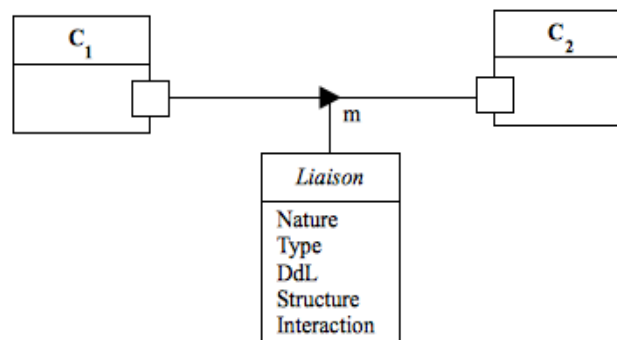 C1
C2
m
Liaison
Nature
Type
DdL
Structure
Interaction